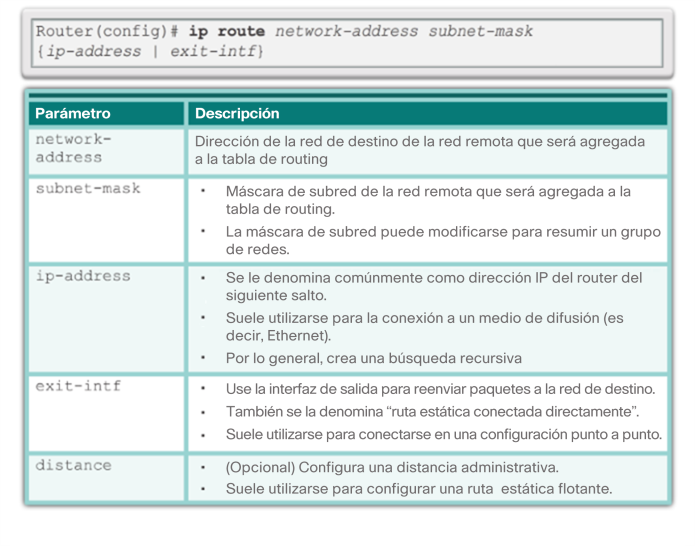 Router(config)# ip route network-address subnet-mask
{ip-address | exit-intf}
Parámetro Descripción
network-
address
Dirección de la red de destino de la red remota que será agregada
a la tabla de routing
subnet-mask
• Máscara de subred de la red remota que será agregada a la
tabla de routing.
• La máscara de subred puede modificarse para resumir un grupo
de redes.
ip-address
• Se le denomina comúnmente como dirección IP del router del
siguiente salto.
• Suele utilizarse para la conexión a un medio de difusión (es
decir, Ethernet).
• Por lo general, crea una búsqueda recursiva
exit-intf
• Use la interfaz de salida para reenviar paquetes a la red de destino.
• También se la denomina “ruta estática conectada directamente”.
• Suele utilizarse para conectarse en una configuración punto a punto.
distance
• (Opcional) Configura una distancia administrativa.
• Suele utilizarse para configurar una ruta estática flotante.